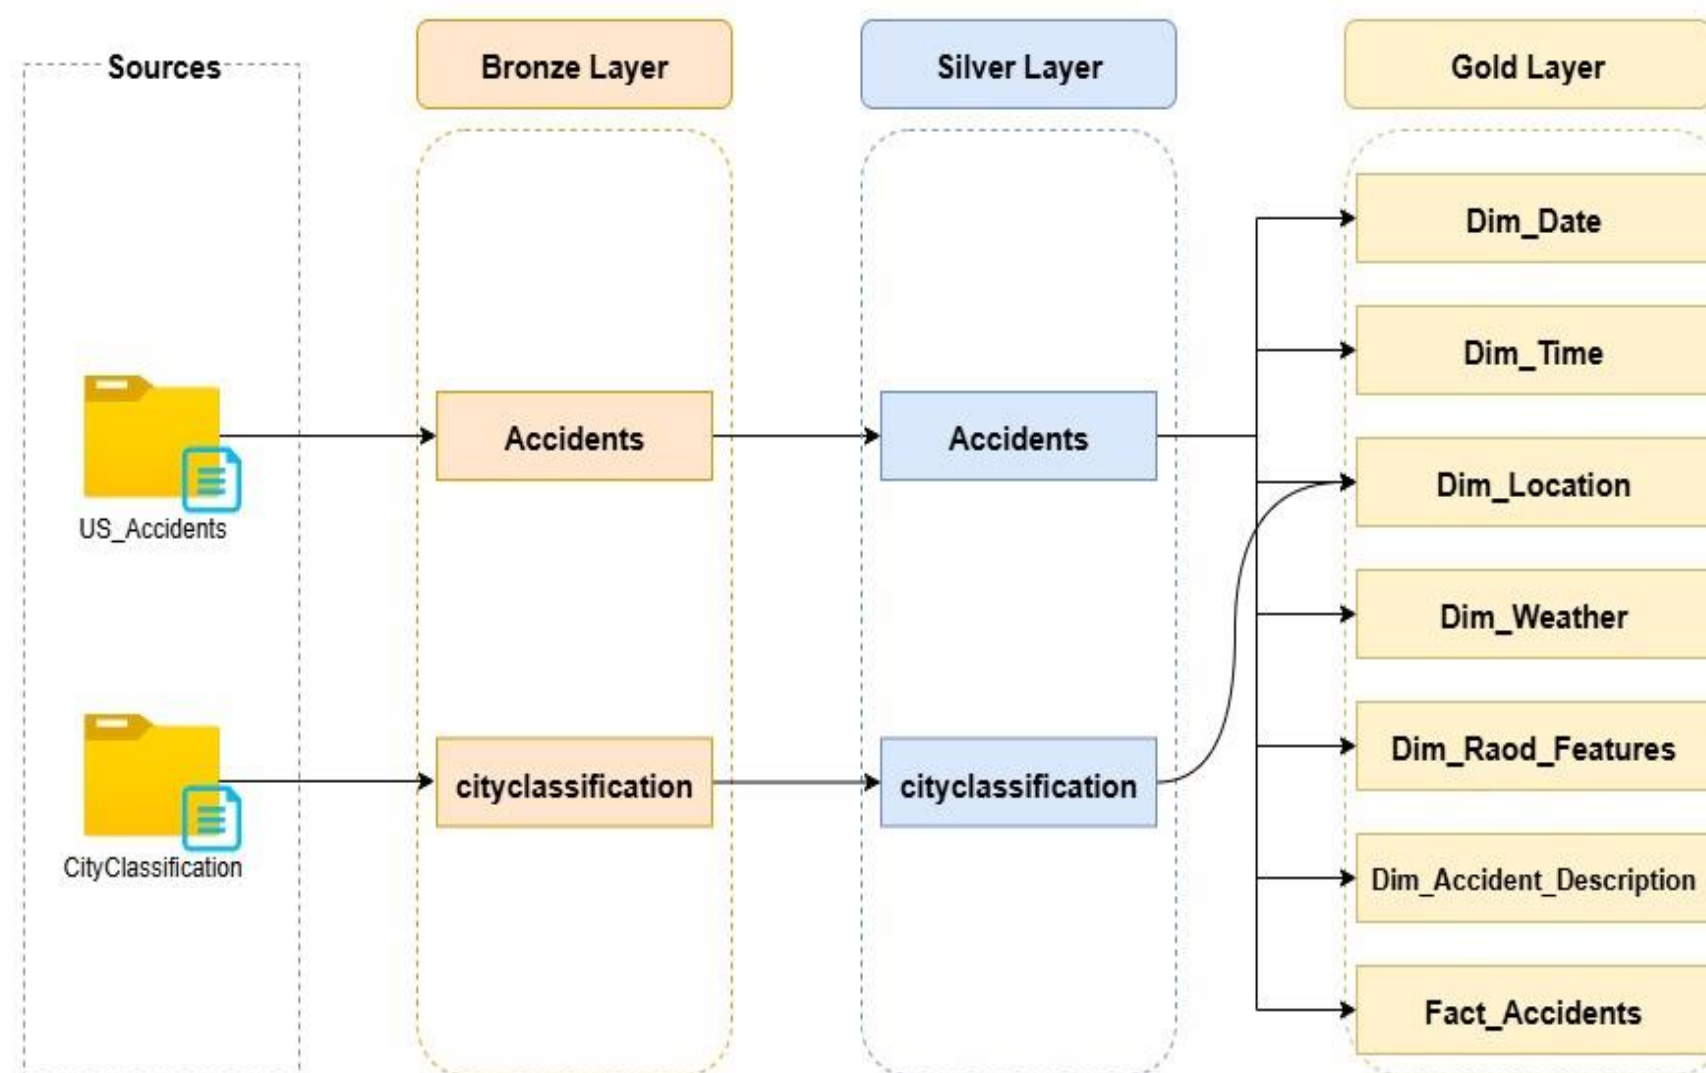 Sources
Bronze Layer
Silver Layer
Gold Layer
Dim_Date
Dim_Time
Accidents
Accidents
Dim_Location
US_Accidents
Dim_Weather
Dim_Raod_Features
cityclassification
cityclassification
CityClassification
Dim_Accident_Description
Fact_Accidents